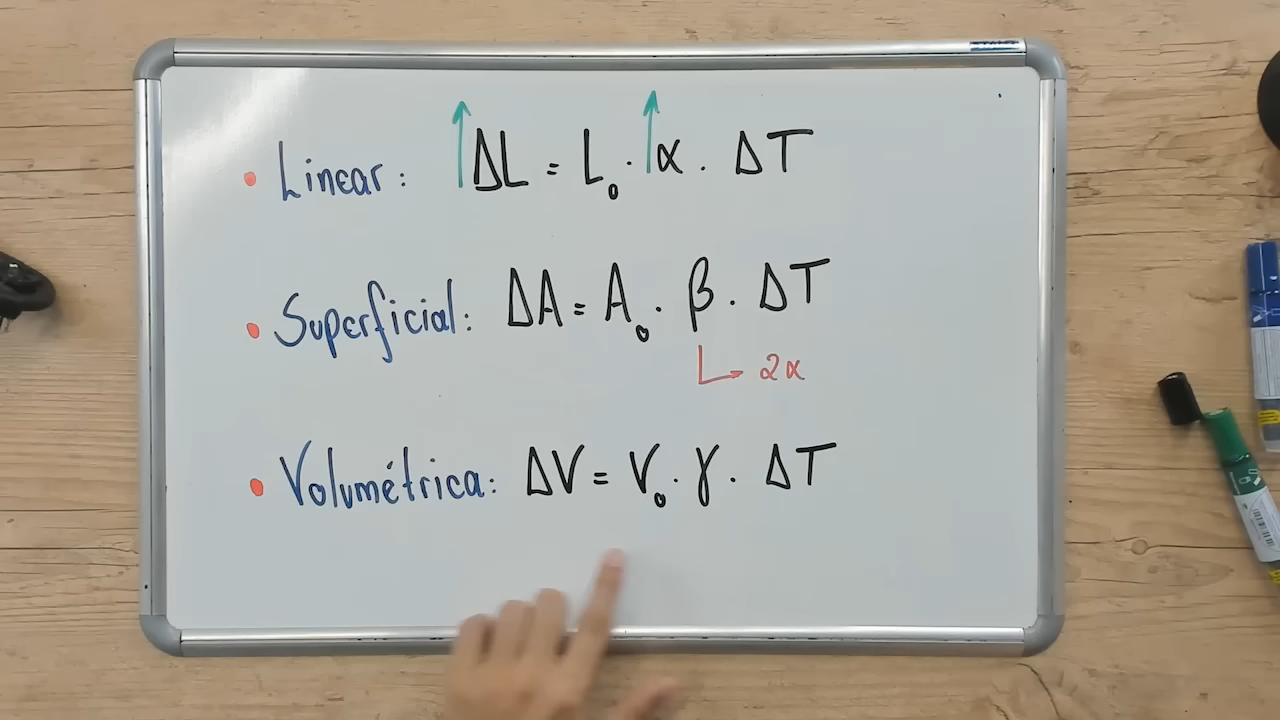 • Linear: ↑ΔL = L₀ · ↑α · ΔT
• Superficial: ΔA = A₀ · β · ΔT
↳ 2α
• Volumétrica: ΔV = V₀ · γ · ΔT